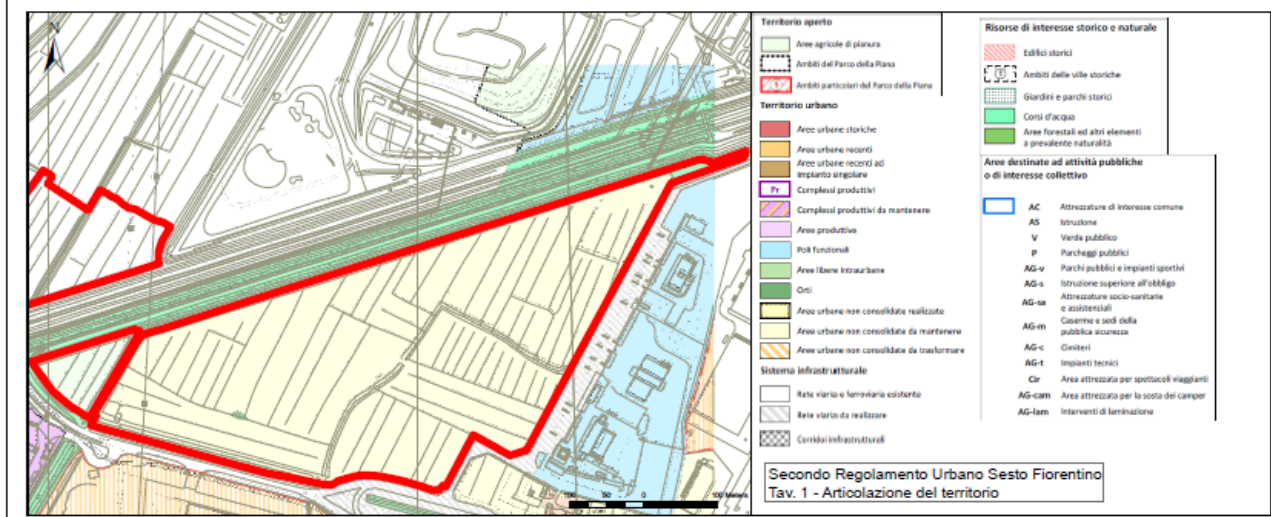 N
100 50 0 100 Meters
Territorio aperto
Aree agricole di pianura
Ambiti del Parco della Piana
Ambiti particolari del Parco della Piana
Territorio urbano
Aree urbane storiche
Aree urbane recenti
Aree urbane recenti ad
impianto singolare
Pr Complessi produttivi
Complessi produttivi da mantenere
Aree produttive
Poli funzionali
Aree libere intraurbane
Orti
Aree urbane non consolidate realizzate
Aree urbane non consolidate da mantenere
Aree urbane non consolidate da trasformare
Sistema infrastrutturale
Rete viaria e ferroviaria esistente
Rete viaria da realizzare
Corridoi infrastrutturali
Risorse di interesse storico e naturale
Edifici storici
Ambiti delle ville storiche
Giardini e parchi storici
Corsi d'acqua
Aree forestali ed altri elementi
a prevalente naturalità
Aree destinate ad attività pubbliche
o di interesse collettivo
AC Attrezzature di interesse comune
AS Istruzione
V Verde pubblico
P Parcheggi pubblici
AG-v Parchi pubblici e impianti sportivi
AG-s Istruzione superiore all'obbligo
AG-sa Attrezzature socio-sanitarie
e assistenziali
AG-m Caserme e sedi della
pubblica sicurezza
AG-c Cimiteri
AG-t Impianti tecnici
Cir Area attrezzata per spettacoli viaggianti
AG-cam Area attrezzata per la sosta dei camper
AG-lam Interventi di laminazione
Secondo Regolamento Urbano Sesto Fiorentino
Tav. 1 - Articolazione del territorio